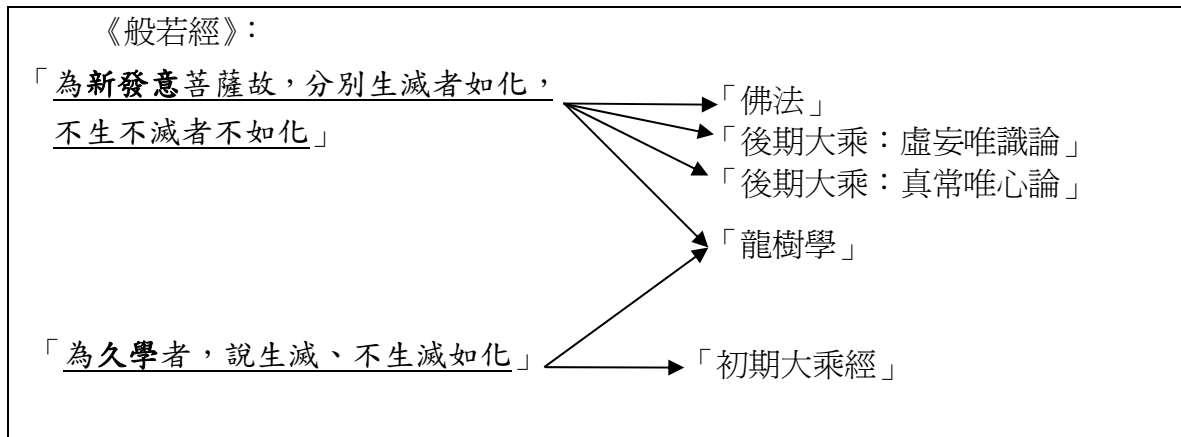 《般若經》：
「為新發意菩薩故，分別生滅者如化，
不生不滅者不如化」
「佛法」
「後期大乘：虛妄唯識論」
「後期大乘：真常唯心論」
「龍樹學」
「為久學者，說生滅、不生滅如化」
「初期大乘經」